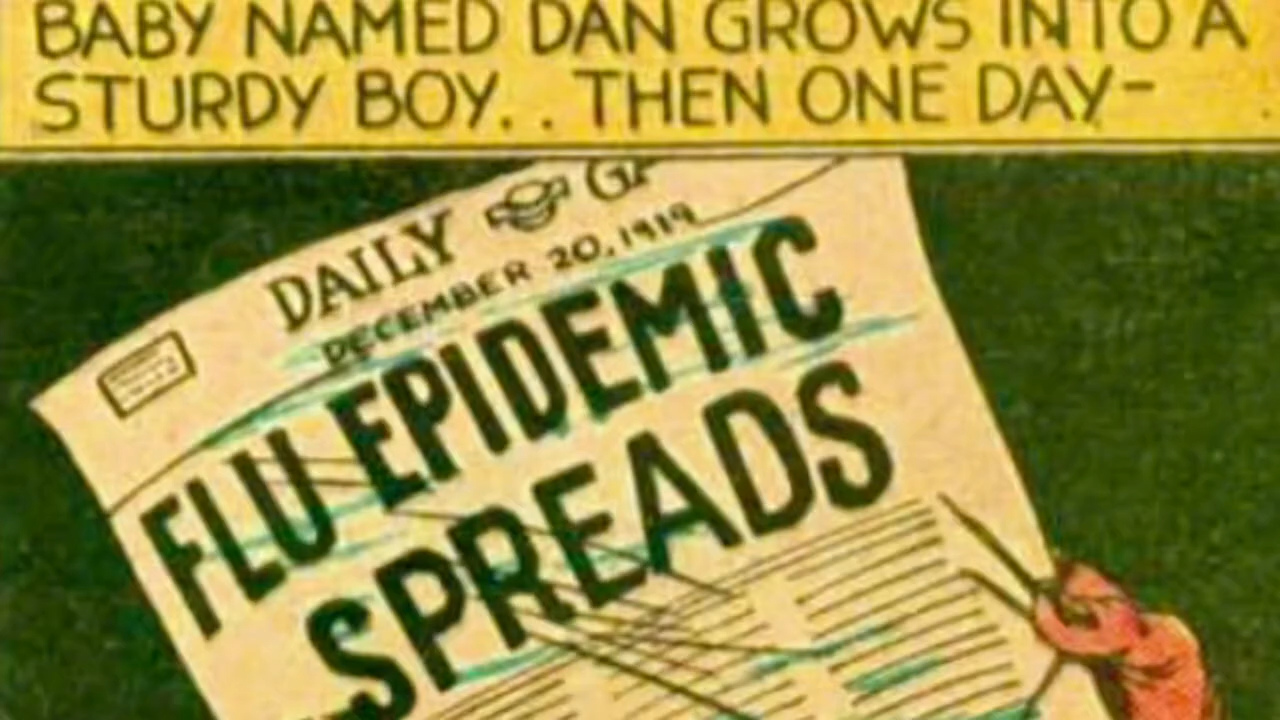 BABY NAMED DAN GROWS INTO A
STURDY BOY. . THEN ONE DAY-
DAILY
DECEMBER 20, 1919
FLU EPIDEMIC
SPREADS